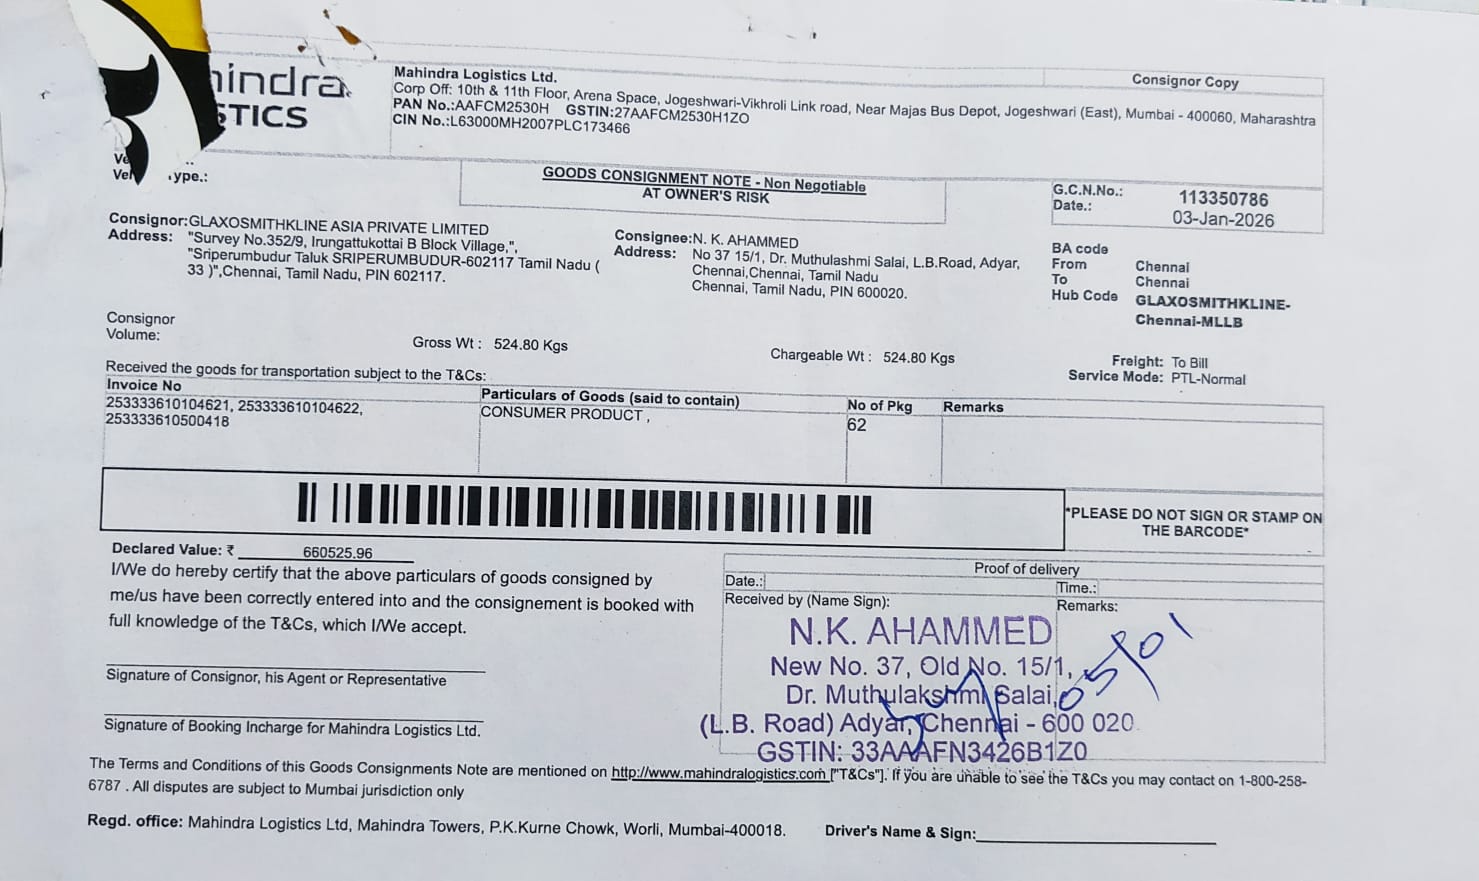 Mahindra Logistics Ltd.
Consignor Copy
Corp Off: 10th & 11th Floor, Arena Space, Jogeshwari-Vikhroli Link road, Near Majas Bus Depot, Jogeshwari (East), Mumbai - 400060, Maharashtra
PAN No.:AAFCM2530H GSTIN:27AAFCM2530H1ZO
CIN No.:L63000MH2007PLC173466
hindra
STICS
ype.:
GOODS CONSIGNMENT NOTE - Non Negotiable
AT OWNER'S RISK
G.C.N.No.: 113350786
Date.: 03-Jan-2026
Consignor:GLAXOSMITHKLINE ASIA PRIVATE LIMITED
Address: "Survey No.352/9, Irungattukottai B Block Village,",
"Sriperumbudur Taluk SRIPERUMBUDUR-602117 Tamil Nadu (
33 )",Chennai, Tamil Nadu, PIN 602117.
Consignee:N. K. AHAMMED
Address: No 37 15/1, Dr. Muthulashmi Salai, L.B.Road, Adyar,
Chennai,Chennai, Tamil Nadu
Chennai, Tamil Nadu, PIN 600020.
BA code
From Chennai
To Chennai
Hub Code GLAXOSMITHKLINE-
Chennai-MLLB
Consignor
Volume:
Gross Wt : 524.80 Kgs
Chargeable Wt : 524.80 Kgs
Freight: To Bill
Service Mode: PTL-Normal
Received the goods for transportation subject to the T&Cs:
Invoice No Particulars of Goods (said to contain) No of Pkg Remarks
253333610104621, 253333610104622, CONSUMER PRODUCT , 62
253333610500418
*PLEASE DO NOT SIGN OR STAMP ON
THE BARCODE*
Declared Value: ₹ 660525.96
I/We do hereby certify that the above particulars of goods consigned by
me/us have been correctly entered into and the consignement is booked with
full knowledge of the T&Cs, which I/We accept.
Proof of delivery
Date.: Time.:
Received by (Name Sign): Remarks:
N.K. AHAMMED
New No. 37, Old No. 15/1,
Dr. Muthulakshmi Salai,
(L.B. Road) Adyar, Chennai - 600 020
GSTIN: 33AAAFN3426B1Z0
05/01
Signature of Consignor, his Agent or Representative
Signature of Booking Incharge for Mahindra Logistics Ltd.
The Terms and Conditions of this Goods Consignments Note are mentioned on http://www.mahindralogistics.com ["T&Cs"]. If you are unable to see the T&Cs you may contact on 1-800-258-
6787 . All disputes are subject to Mumbai jurisdiction only
Regd. office: Mahindra Logistics Ltd, Mahindra Towers, P.K.Kurne Chowk, Worli, Mumbai-400018. Driver's Name & Sign: